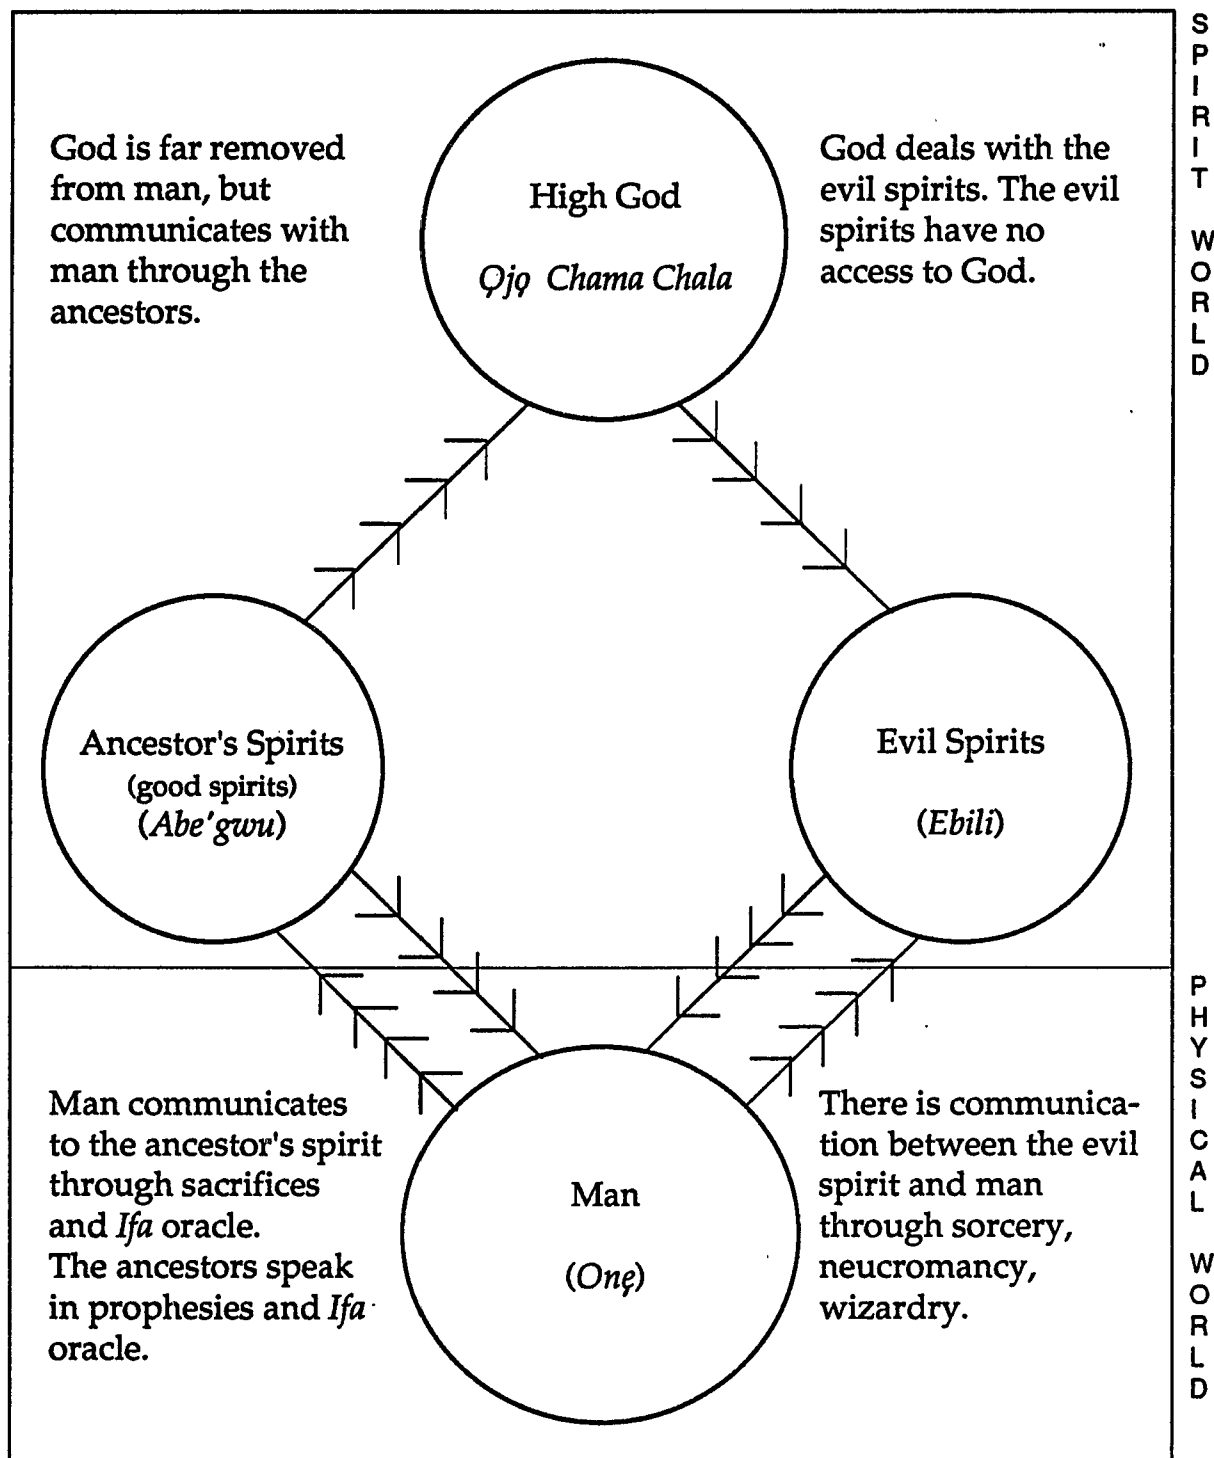 SPIRIT WORLD
God is far removed
from man, but
communicates with
man through the
ancestors.
High God
Ọjọ Chama Chala
God deals with the
evil spirits. The evil
spirits have no
access to God.
Ancestor's Spirits
(good spirits)
(Abe'gwu)
Evil Spirits
(Ebili)
PHYSICAL WORLD
Man communicates
to the ancestor's spirit
through sacrifices
and Ifa oracle.
The ancestors speak
in prophesies and Ifa
oracle.
Man
(Onẹ)
There is communica-
tion between the evil
spirit and man
through sorcery,
neucromancy,
wizardry.